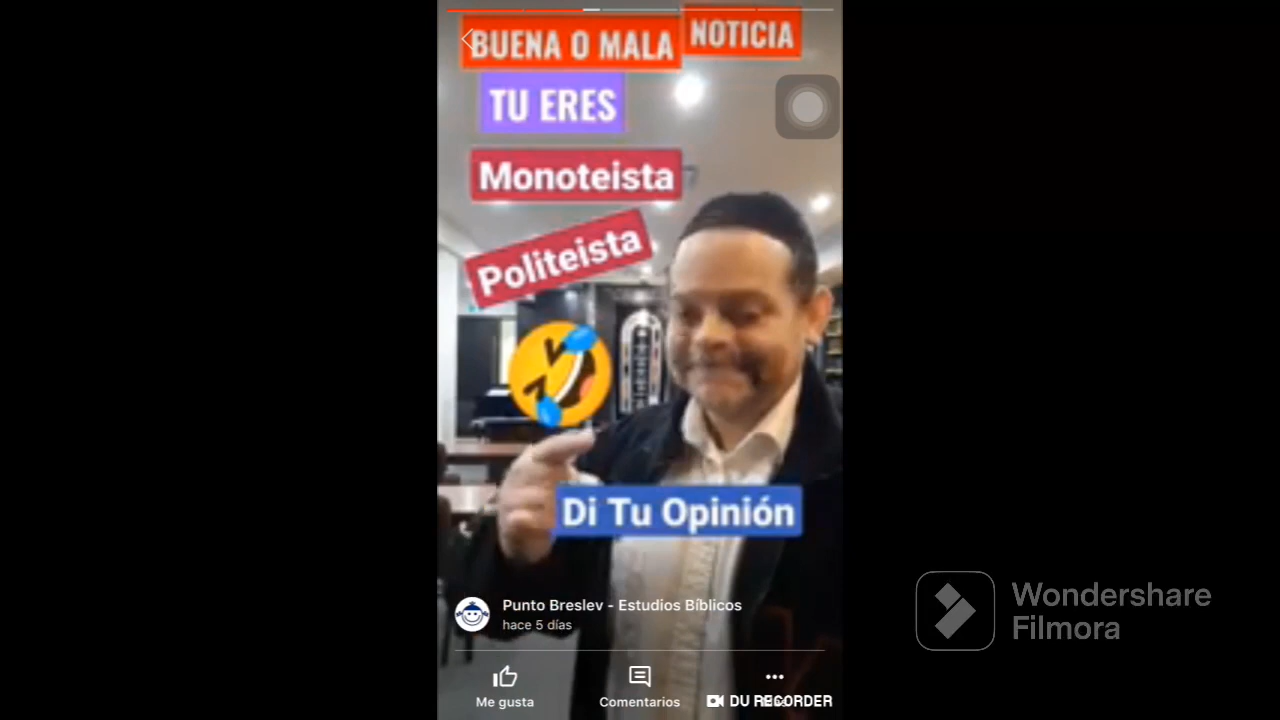 BUENA O MALA NOTICIA
TU ERES
Monoteista
Politeista
Di Tu Opinión
Punto Breslev - Estudios Bíblicos
hace 5 días
Me gusta Comentarios
DU RECORDER
Wondershare
Filmora